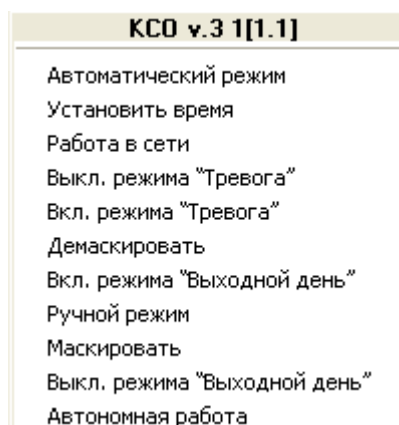 КСО v.3 1[1.1]
Автоматический режим
Установить время
Работа в сети
Выкл. режима "Тревога"
Вкл. режима "Тревога"
Демаскировать
Вкл. режима "Выходной день"
Ручной режим
Маскировать
Выкл. режима "Выходной день"
Автономная работа